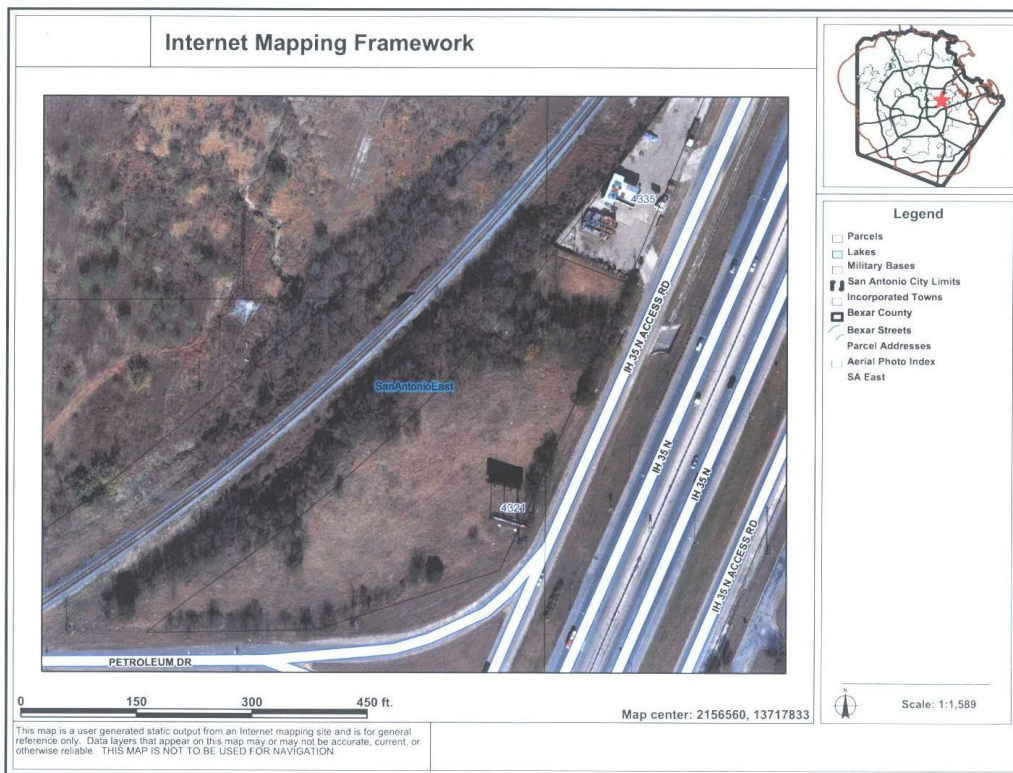 Internet Mapping Framework
4335
IH 35 N ACCESS RD
SanAntonioEast
IH 35 N
IH 35 N
4321
IH 35 N ACCESS RD
PETROLEUM DR
Legend
Parcels
Lakes
Military Bases
San Antonio City Limits
Incorporated Towns
Bexar County
Bexar Streets
Parcel Addresses
Aerial Photo Index
SA East
0 150 300 450 ft.
Map center: 2156560, 13717833
N
Scale: 1:1,589
This map is a user generated static output from an Internet mapping site and is for general
reference only. Data layers that appear on this map may or may not be accurate, current, or
otherwise reliable. THIS MAP IS NOT TO BE USED FOR NAVIGATION.